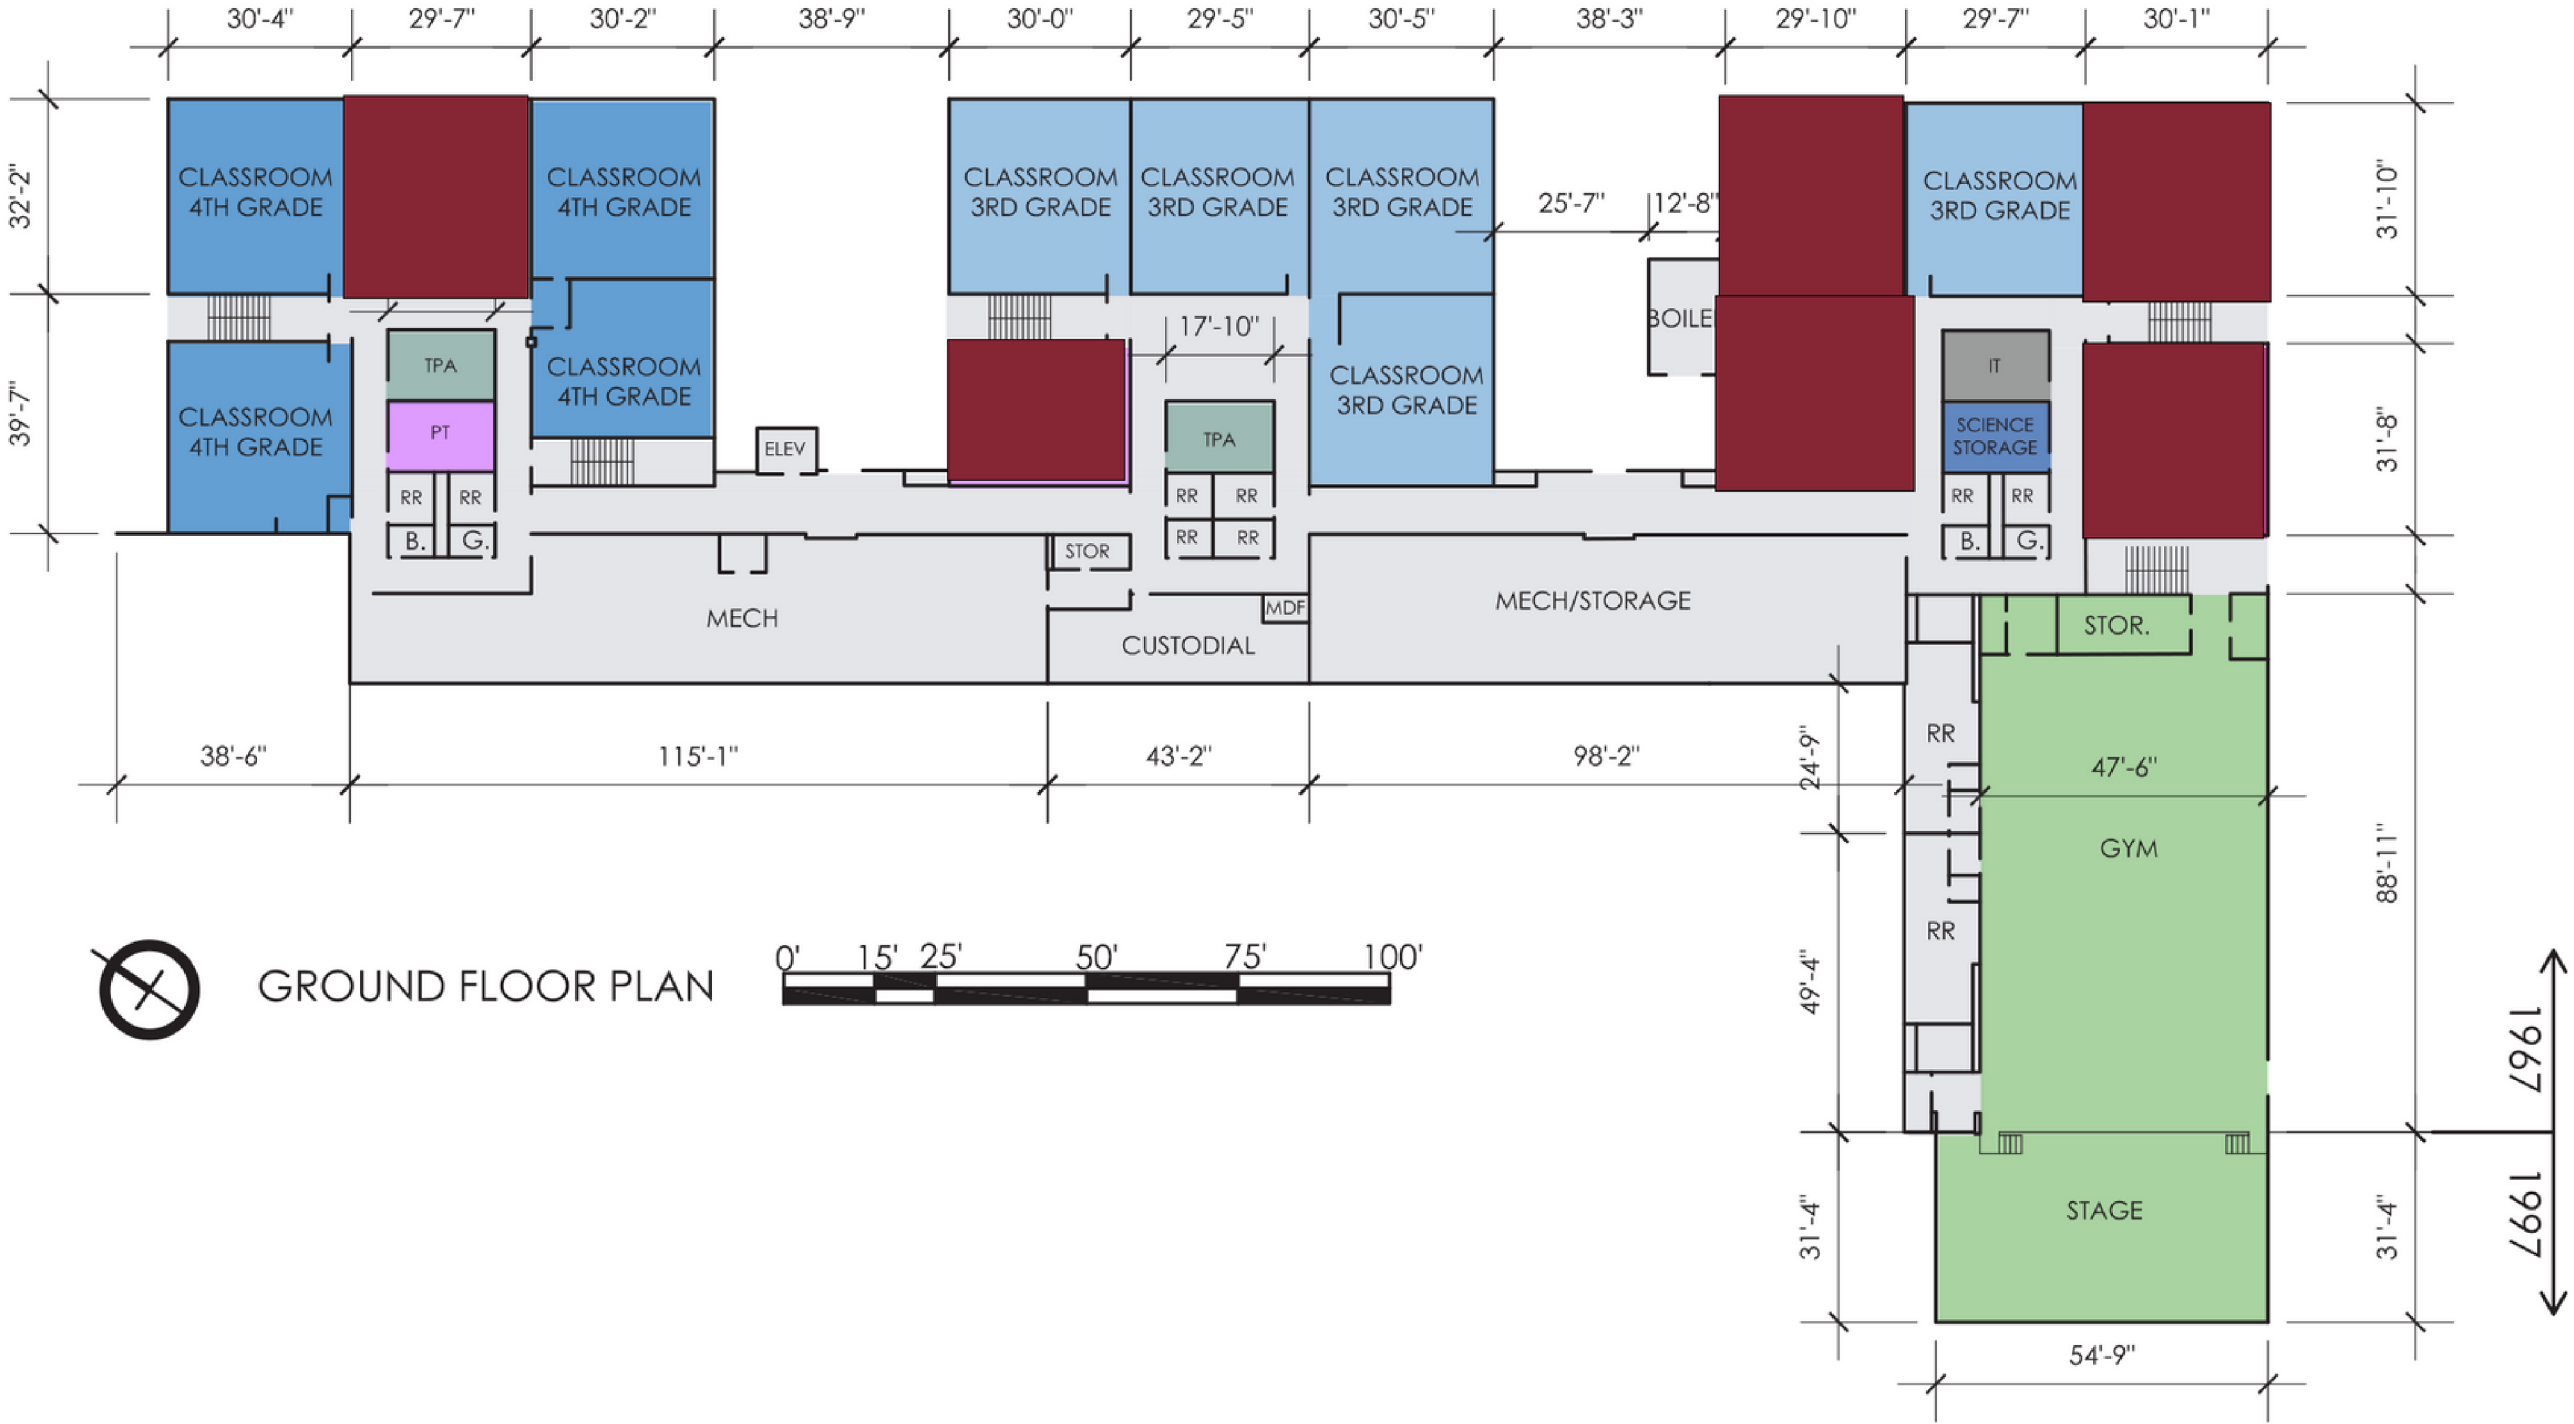 30'-4" 29'-7" 30'-2" 38'-9" 30'-0" 29'-5" 30'-5" 38'-3" 29'-10" 29'-7" 30'-1"
32'-2"
39'-7"
CLASSROOM
4TH GRADE
CLASSROOM
4TH GRADE
CLASSROOM
3RD GRADE
CLASSROOM
3RD GRADE
CLASSROOM
3RD GRADE
25'-7" 12'-8"
CLASSROOM
3RD GRADE
31'-10"
31'-8"
CLASSROOM
4TH GRADE
TPA
PT
RR RR
B. G.
CLASSROOM
4TH GRADE
ELEV
17'-10"
TPA
RR RR
RR RR
CLASSROOM
3RD GRADE
BOILE
IT
SCIENCE
STORAGE
RR RR
B. G.
MECH
STOR
MDF
CUSTODIAL
MECH/STORAGE
STOR.
38'-6" 115'-1" 43'-2" 98'-2"
24'-9"
49'-4"
31'-4"
RR
RR
47'-6"
GYM
STAGE
88'-11"
31'-4"
54'-9"
1967
1997
GROUND FLOOR PLAN
0' 15' 25' 50' 75' 100'